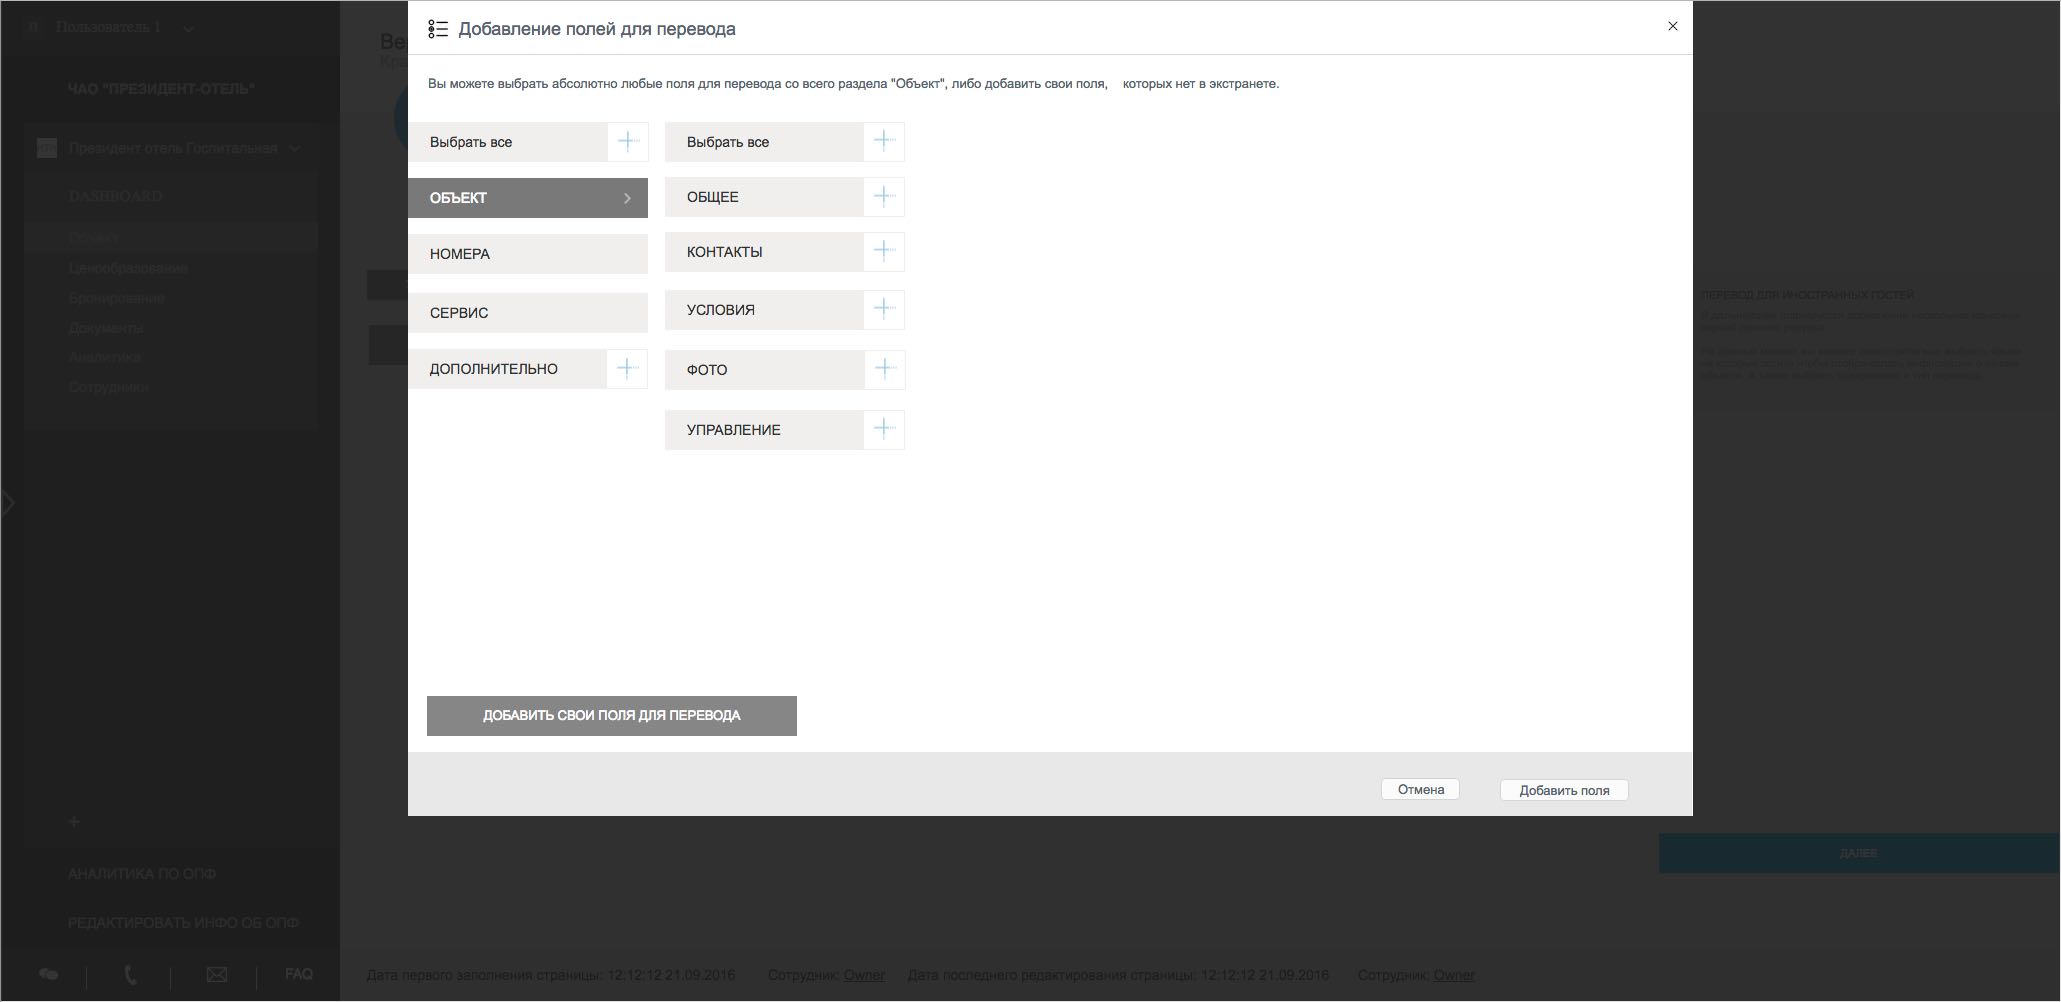 Пользователь 1
ЧАО "ПРЕЗИДЕНТ-ОТЕЛЬ"
Президент отель Госпитальная
DASHBOARD
Объект
Ценообразование
Бронирование
Документы
Аналитика
Сотрудники
АНАЛИТИКА ПО ОПФ
РЕДАКТИРОВАТЬ ИНФО ОБ ОПФ
FAQ
Добавление полей для перевода
Вы можете выбрать абсолютно любые поля для перевода со всего раздела "Объект", либо добавить свои поля, которых нет в экстранете.
Выбрать все
ОБЪЕКТ
НОМЕРА
СЕРВИС
ДОПОЛНИТЕЛЬНО
Выбрать все
ОБЩЕЕ
КОНТАКТЫ
УСЛОВИЯ
ФОТО
УПРАВЛЕНИЕ
ДОБАВИТЬ СВОИ ПОЛЯ ДЛЯ ПЕРЕВОДА
Отмена
Добавить поля
ПЕРЕВОД ДЛЯ ИНОСТРАННЫХ ГОСТЕЙ
ДАЛЕЕ
Дата первого заполнения страницы: 12:12:12 21.09.2016 Сотрудник: Owner Дата последнего редактирования страницы: 12:12:12 21.09.2016 Сотрудник: Owner